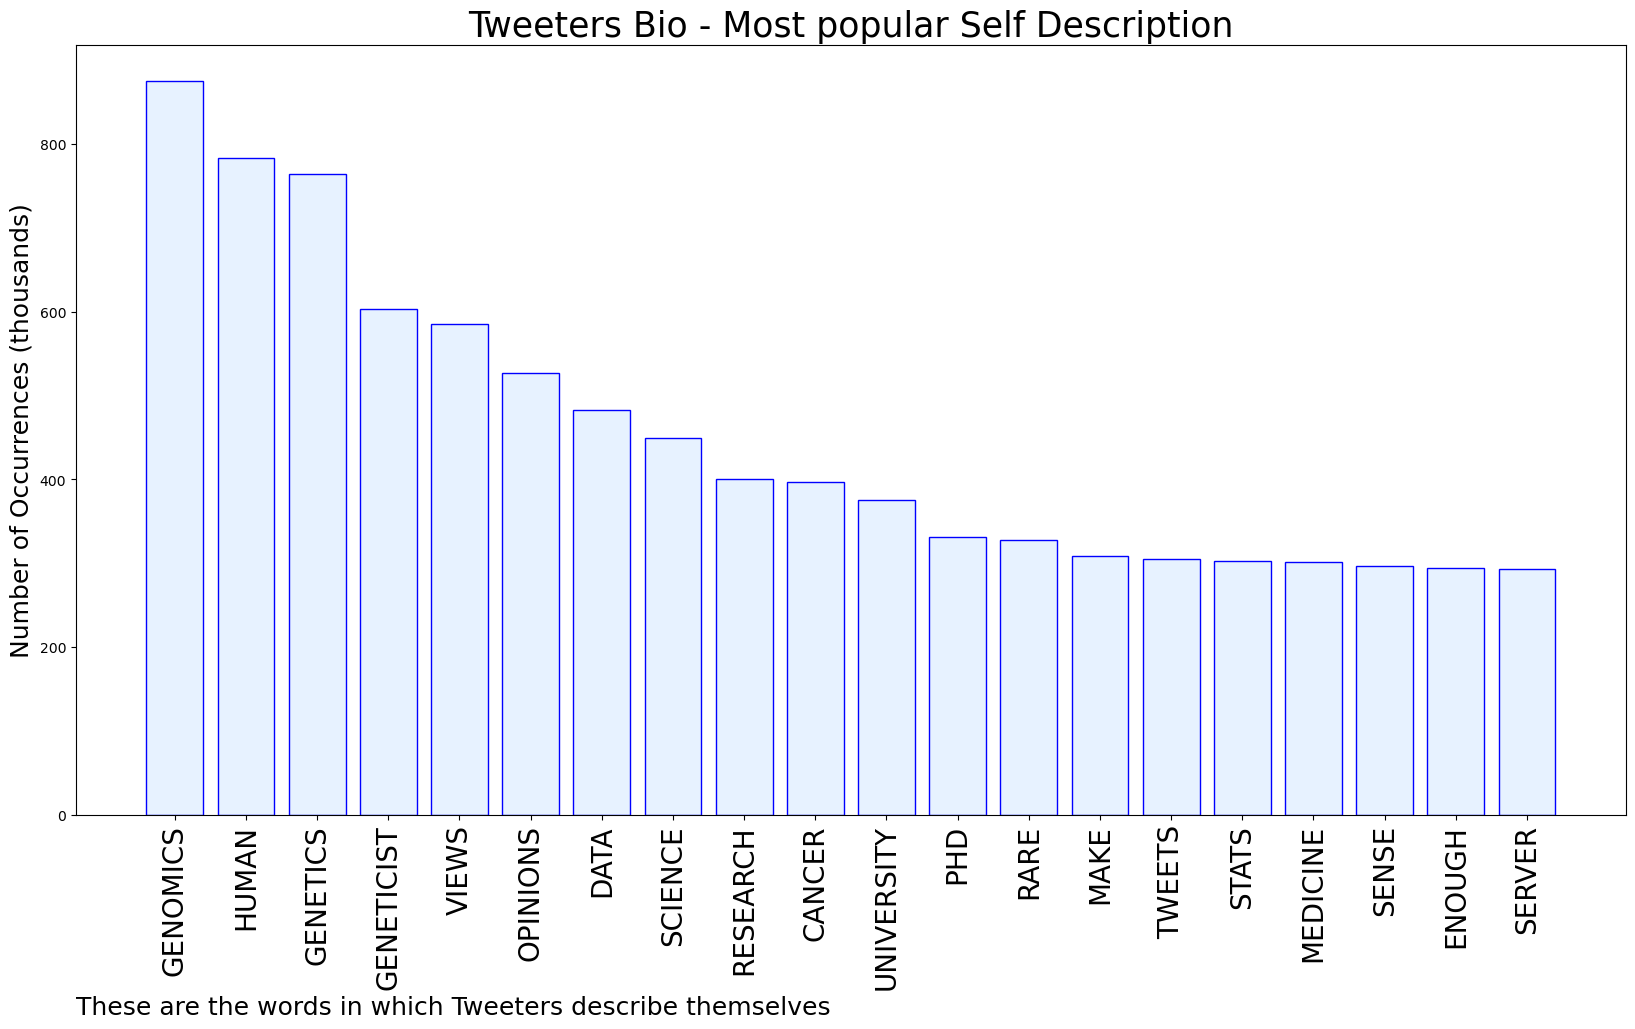 Tweeters Bio - Most popular Self Description
Number of Occurrences (thousands)
800
600
400
200
0
GENOMICS
HUMAN
GENETICS
GENETICIST
VIEWS
OPINIONS
DATA
SCIENCE
RESEARCH
CANCER
UNIVERSITY
PHD
RARE
MAKE
TWEETS
STATS
MEDICINE
SENSE
ENOUGH
SERVER
These are the words in which Tweeters describe themselves